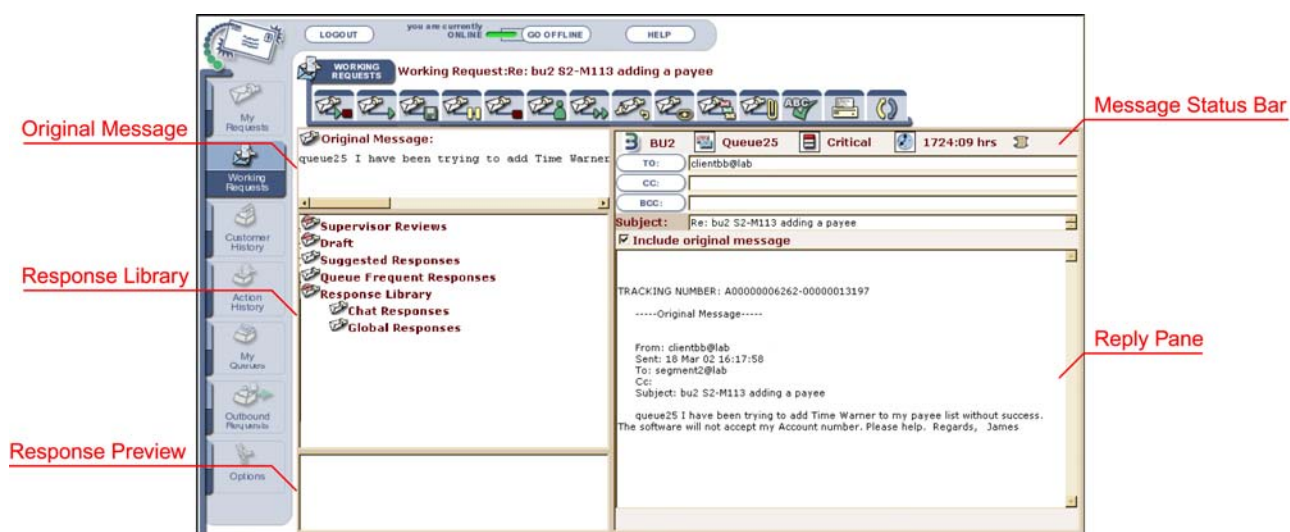 LOGOUT
you are currently
ONLINE
GO OFFLINE
HELP
WORKING
REQUESTS
Working Request:Re: bu2 S2-M113 adding a payee
My
Requests
Working
Requests
Customer
History
Action
History
My
Queues
Outbound
Requests
Options
Original Message
Response Library
Response Preview
Message Status Bar
Reply Pane
ABC
Original Message:
queue25 I have been trying to add Time Warner
Supervisor Reviews
Draft
Suggested Responses
Queue Frequent Responses
Response Library
Chat Responses
Global Responses
BU2 Queue25 Critical 1724:09 hrs
TO: clientbb@lab
CC:
BCC:
Subject: Re: bu2 S2-M113 adding a payee
Include original message
TRACKING NUMBER: A00000006262-00000013197
-----Original Message-----
From: clientbb@lab
Sent: 18 Mar 02 16:17:58
To: segment2@lab
Cc:
Subject: bu2 S2-M113 adding a payee
queue25 I have been trying to add Time Warner to my payee list without success.
The software will not accept my Account number. Please help. Regards, James